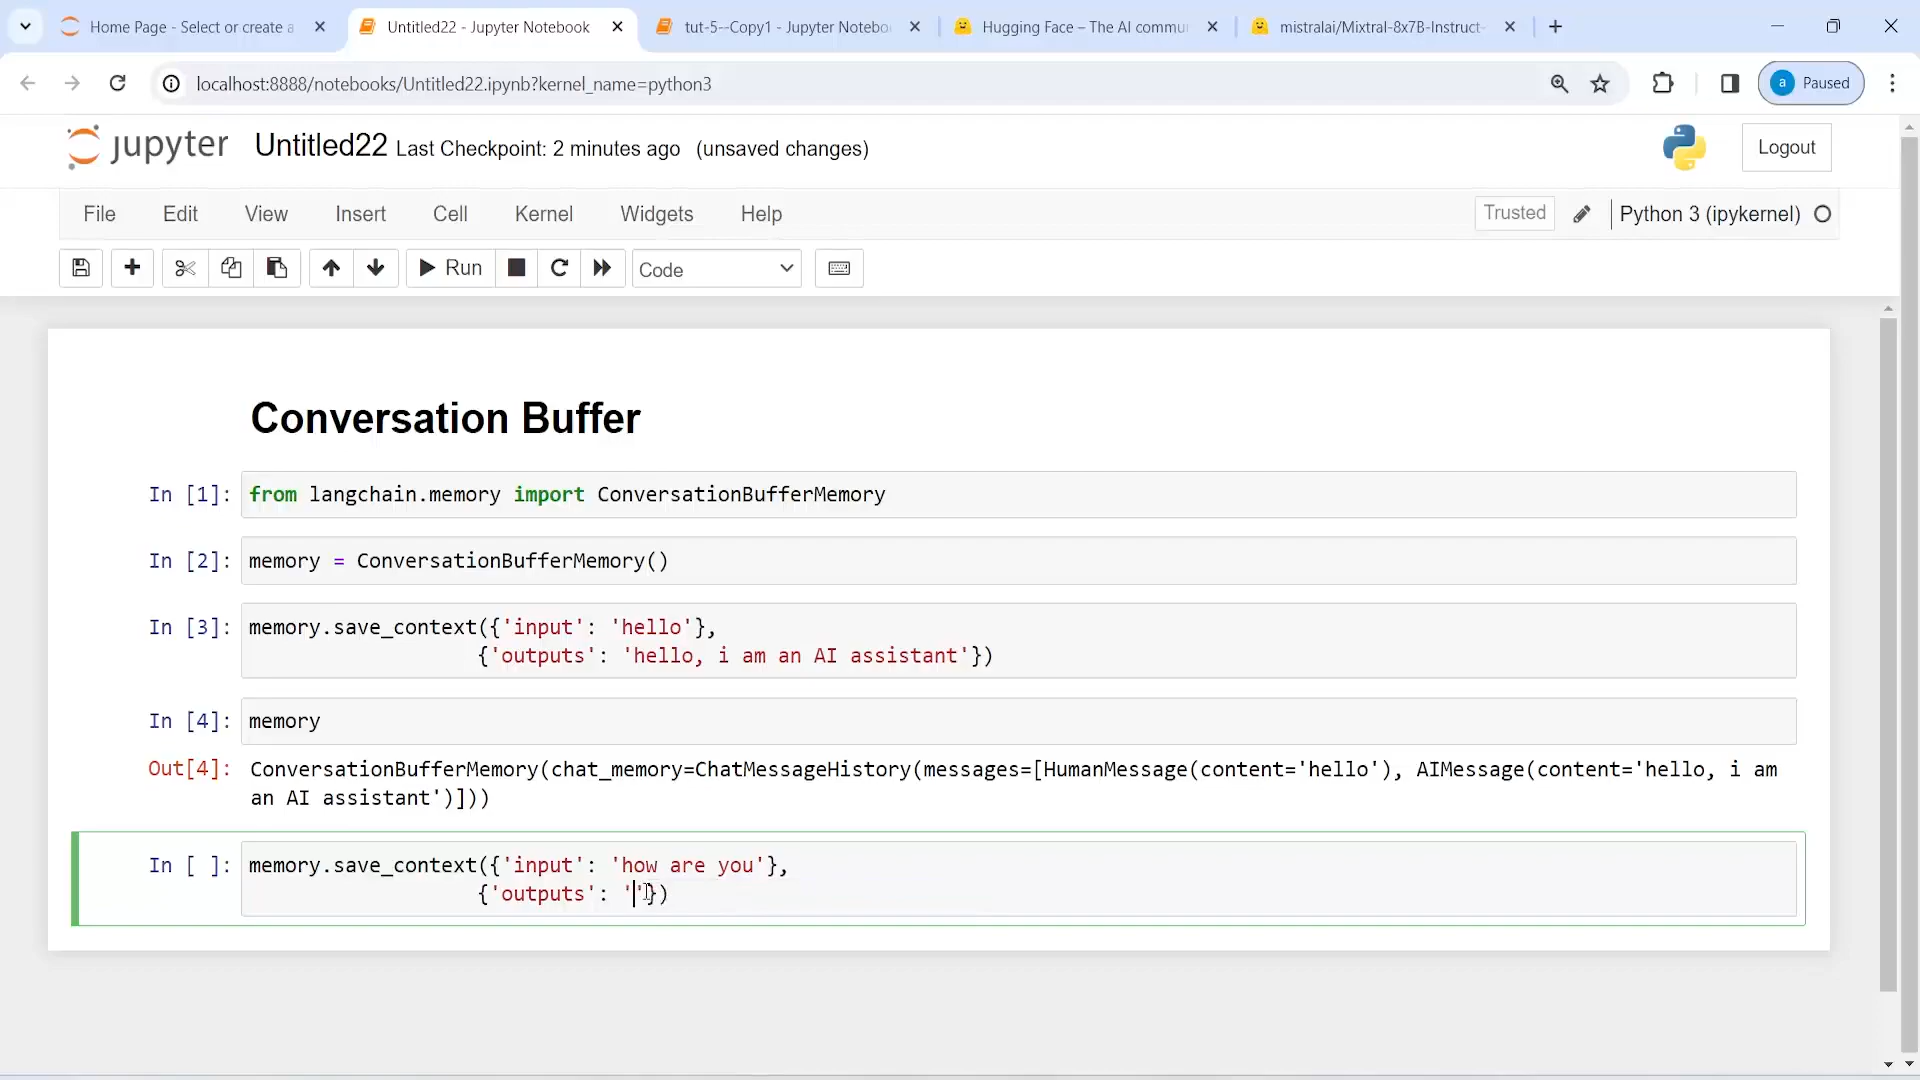 Home Page - Select or create a
Untitled22 - Jupyter Notebook
tut-5--Copy1 - Jupyter Notebo
Hugging Face – The AI commu
mistralai/Mixtral-8x7B-Instruct-
localhost:8888/notebooks/Untitled22.ipynb?kernel_name=python3
a Paused
jupyter Untitled22 Last Checkpoint: 2 minutes ago (unsaved changes)
Logout
File Edit View Insert Cell Kernel Widgets Help
Trusted Python 3 (ipykernel)
Run Code
Conversation Buffer
In [1]: from langchain.memory import ConversationBufferMemory
In [2]: memory = ConversationBufferMemory()
In [3]: memory.save_context({'input': 'hello'},
{'outputs': 'hello, i am an AI assistant'})
In [4]: memory
Out[4]: ConversationBufferMemory(chat_memory=ChatMessageHistory(messages=[HumanMessage(content='hello'), AIMessage(content='hello, i am
an AI assistant')]))
In [ ]: memory.save_context({'input': 'how are you'},
{'outputs': ''})